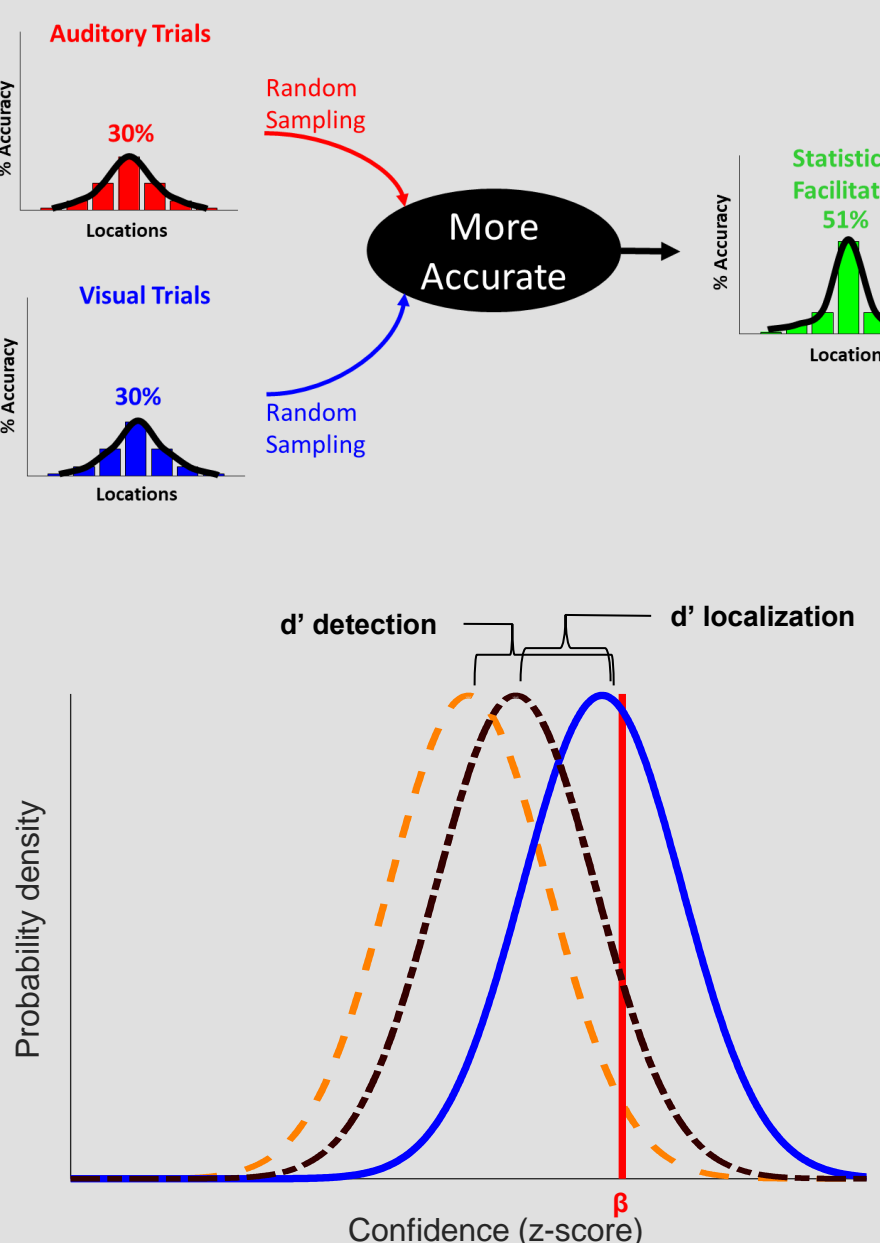 Auditory Trials
% Accuracy
30%
Locations
Random
Sampling
Visual Trials
% Accuracy
30%
Locations
Random
Sampling
More
Accurate
% Accuracy
51%
d' detection
d' localization
Probability density
β
Confidence (z-score)